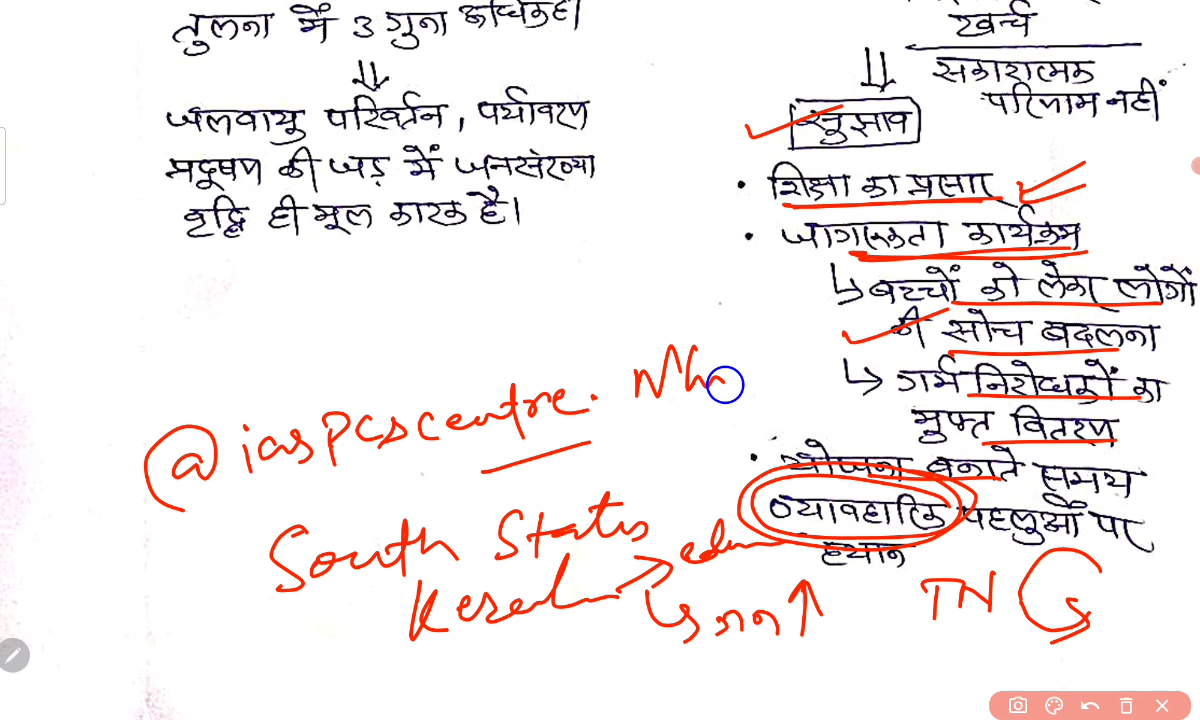 तुलना में 3 गुना अधिक है।
⇓
जलवायु परिवर्तन, पर्यावरण
प्रदूषण की जड़ में जनसंख्या
वृद्धि ही मूल कारक है।
खर्च
सकारात्मक
परिणाम नहीं
⇓
सुझाव
• शिक्षा का प्रसार
• जागरूकता कार्यक्रम
↳ बच्चों को लेकर लोगों
की सोच बदलना
↳ गर्भ निरोधकों का
मुफ्त वितरण
• योजना बनाते समय
व्यावहारिक पहलुओं पर
ध्यान
@iaspcscentre.
South States
TN